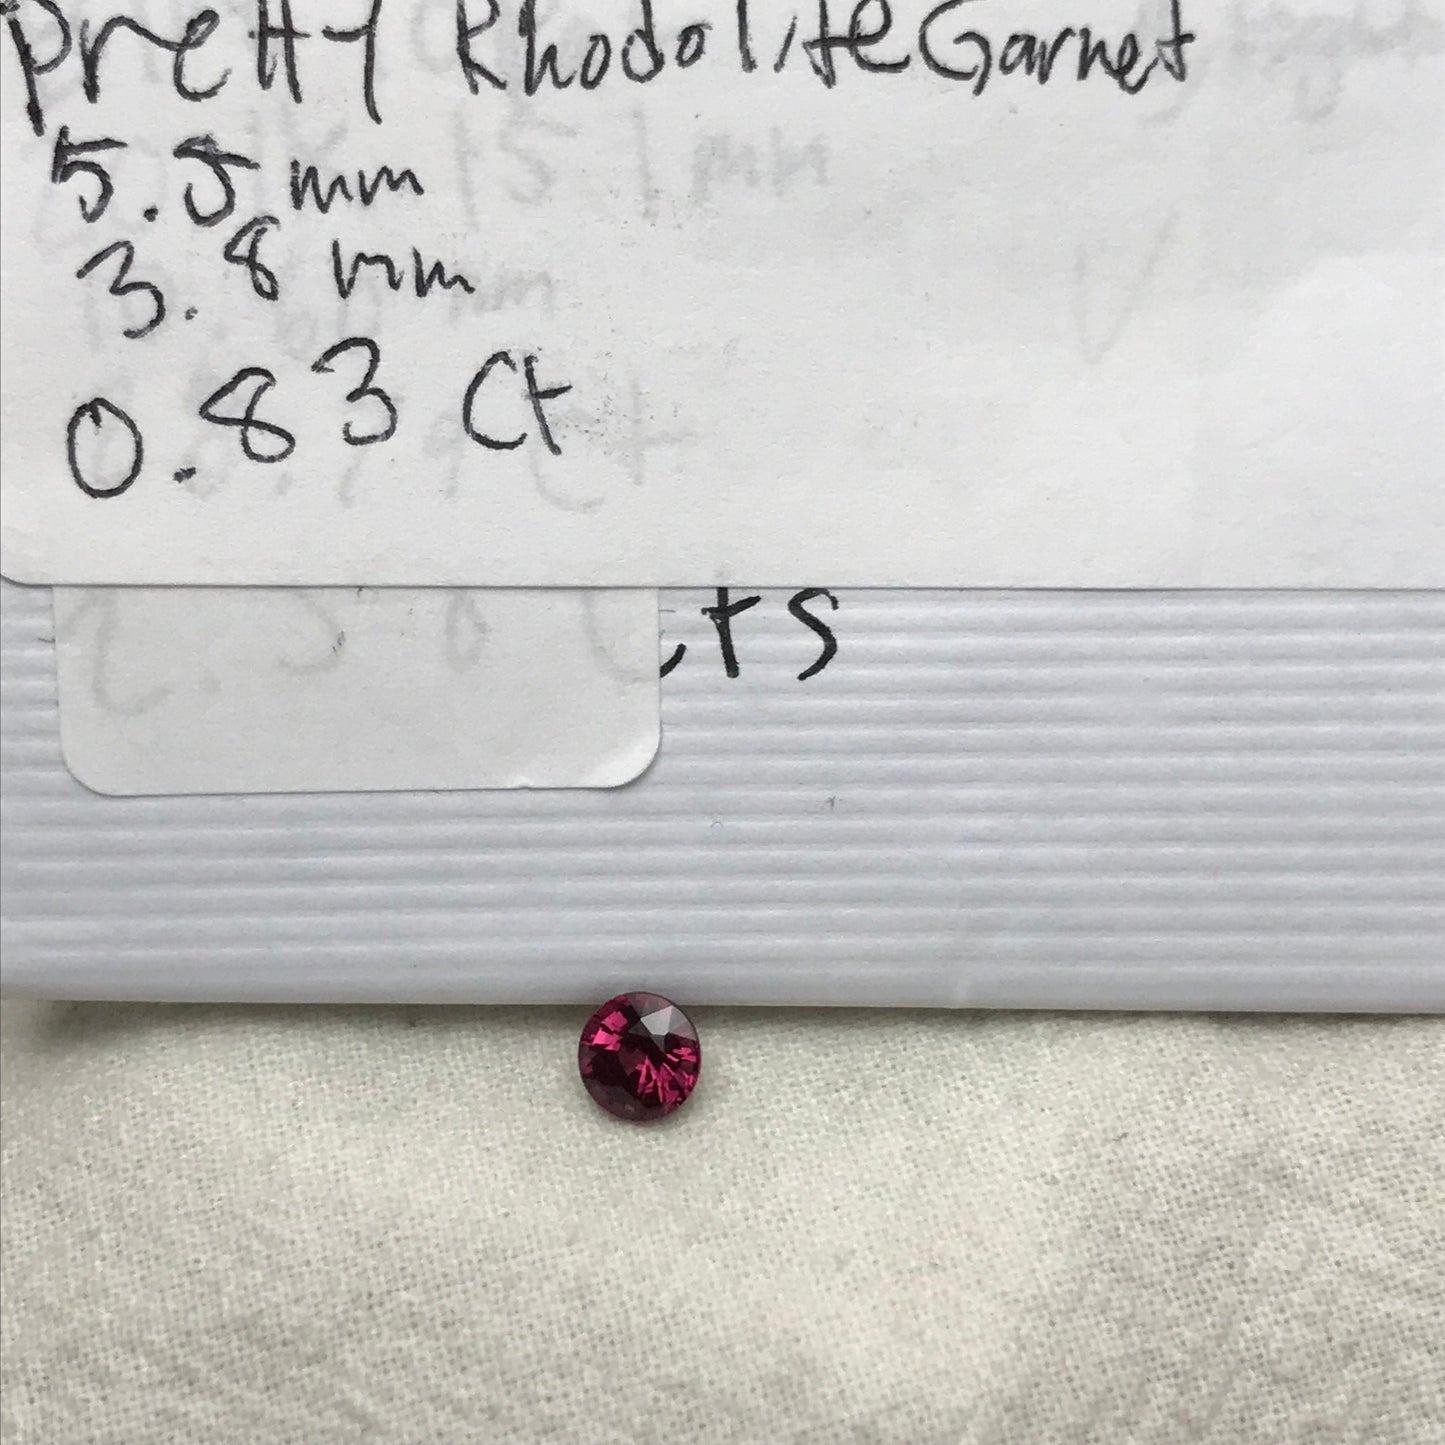 Pretty Rhodolite Garnet
5.5 mm
3.8 mm
0.83 Ct
cts